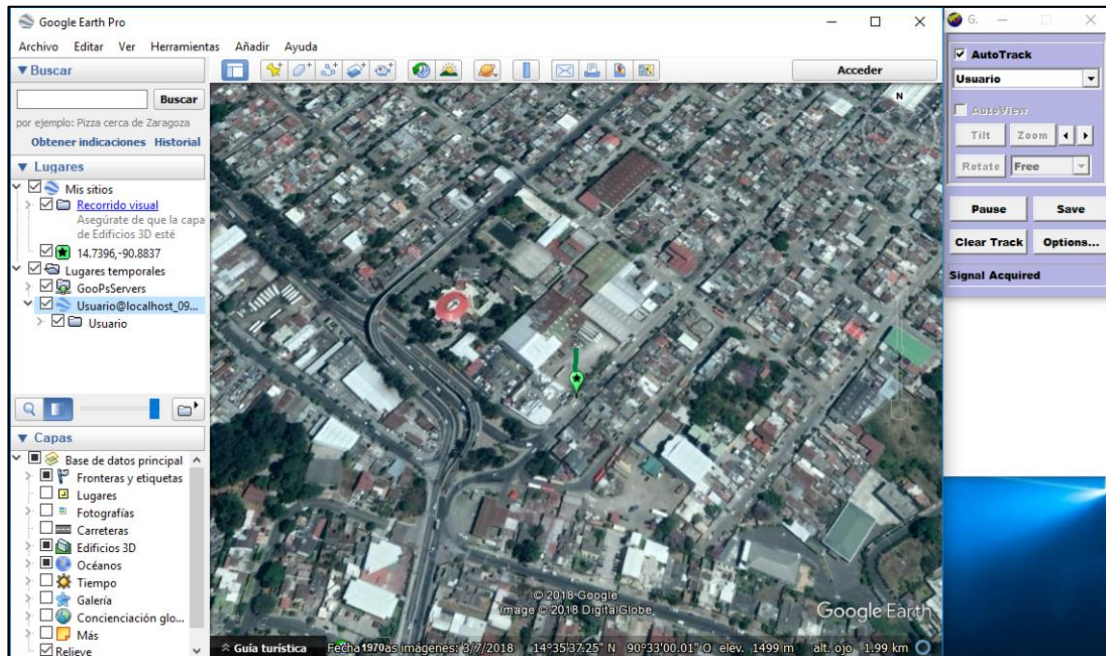 Google Earth Pro
Archivo Editar Ver Herramientas Añadir Ayuda
Buscar
Buscar
por ejemplo: Pizza cerca de Zaragoza
Obtener indicaciones Historial
Lugares
Mis sitios
Recorrido visual
Asegúrate de que la capa
de Edificios 3D esté
14.7396,-90.8837
Lugares temporales
GooPsServers
Usuario@localhost_09...
Usuario
Capas
Base de datos principal
Fronteras y etiquetas
Lugares
Fotografías
Carreteras
Edificios 3D
Océanos
Tiempo
Galería
Concienciación glo...
Más
Relieve
Acceder
N
© 2018 Google
Image © 2018 DigitalGlobe
Google Earth
Guía turística
1970
as imágenes: 3/7/2018 14°35'37.25" N 90°33'00.01" O elev. 1499 m alt. ojo 1.99 km
G.
AutoTrack
Usuario
AutoView
Tilt Zoom
Rotate Free
Pause Save
Clear Track Options...
Signal Acquired